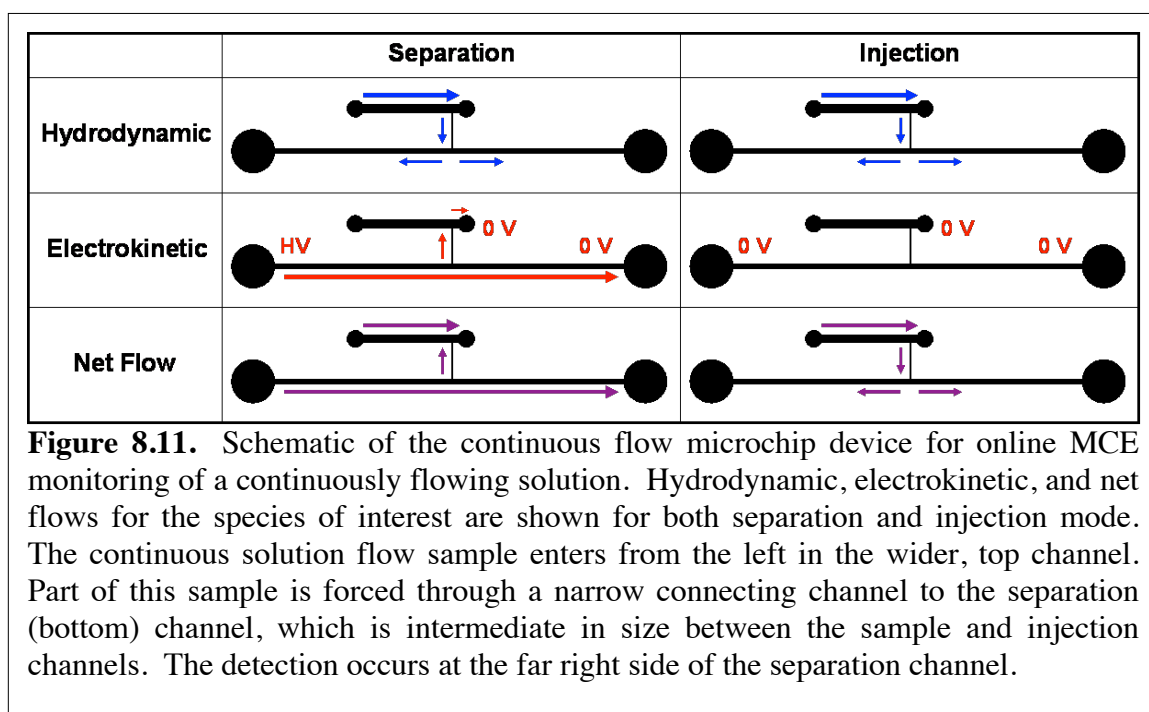 Separation Injection
Hydrodynamic
Electrokinetic HV 0 V 0 V 0 V 0 V 0 V
Net Flow
Figure 8.11. Schematic of the continuous flow microchip device for online MCE
monitoring of a continuously flowing solution. Hydrodynamic, electrokinetic, and net
flows for the species of interest are shown for both separation and injection mode.
The continuous solution flow sample enters from the left in the wider, top channel.
Part of this sample is forced through a narrow connecting channel to the separation
(bottom) channel, which is intermediate in size between the sample and injection
channels. The detection occurs at the far right side of the separation channel.